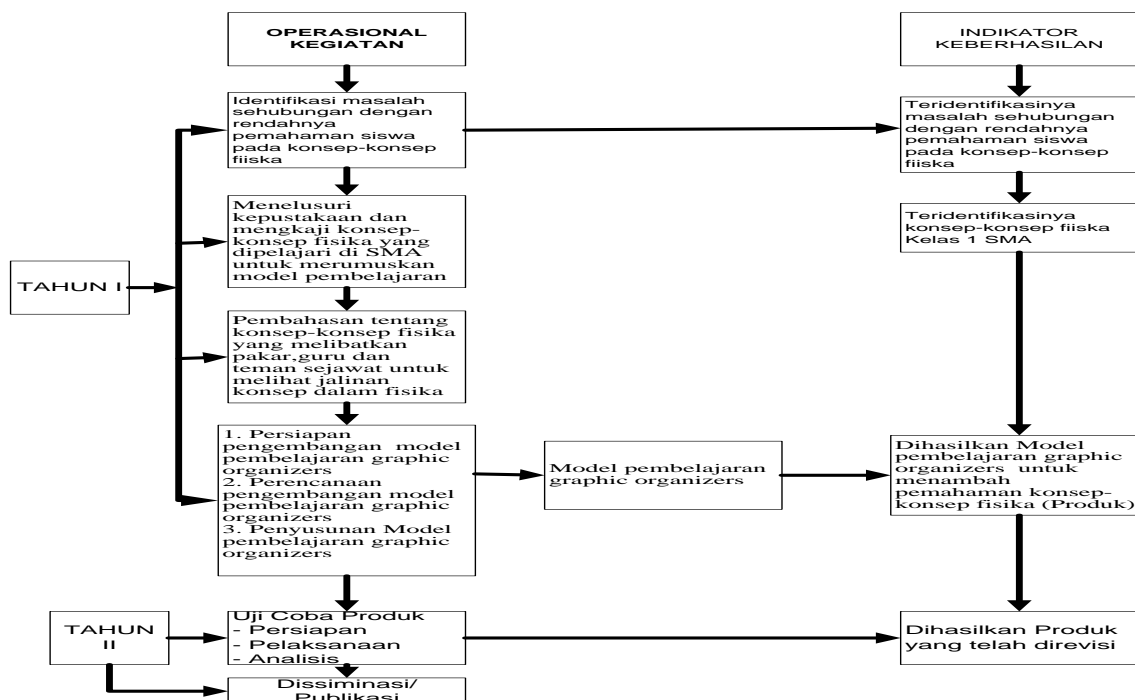 OPERASIONAL
KEGIATAN
INDIKATOR
KEBERHASILAN
Identifikasi masalah
sehubungan dengan
rendahnya
pemahaman siswa
pada konsep-konsep
fiiska
Teridentifikasinya
masalah sehubungan
dengan rendahnya
pemahaman siswa
pada konsep-konsep
fiiska
Menelusuri
kepustakaan dan
mengkaji konsep-
konsep fisika yang
dipelajari di SMA
untuk merumuskan
model pembelajaran
Teridentifikasinya
konsep-konsep fiiska
Kelas 1 SMA
TAHUN I
Pembahasan tentang
konsep-konsep fisika
yang melibatkan
pakar,guru dan
teman sejawat untuk
melihat jalinan
konsep dalam fisika
1. Persiapan
pengembangan model
pembelajaran graphic
organizers
2. Perencanaan
pengembangan model
pembelajaran graphic
organizers
3. Penyusunan Model
pembelajaran graphic
organizers
Model pembelajaran
graphic organizers
Dihasilkan Model
pembelajaran graphic
organizers untuk
menambah
pemahaman konsep-
konsep fisika (Produk)
TAHUN
II
Uji Coba Produk
- Persiapan
- Pelaksanaan
- Analisis
Dihasilkan Produk
yang telah direvisi
Dissiminasi/
Publikasi